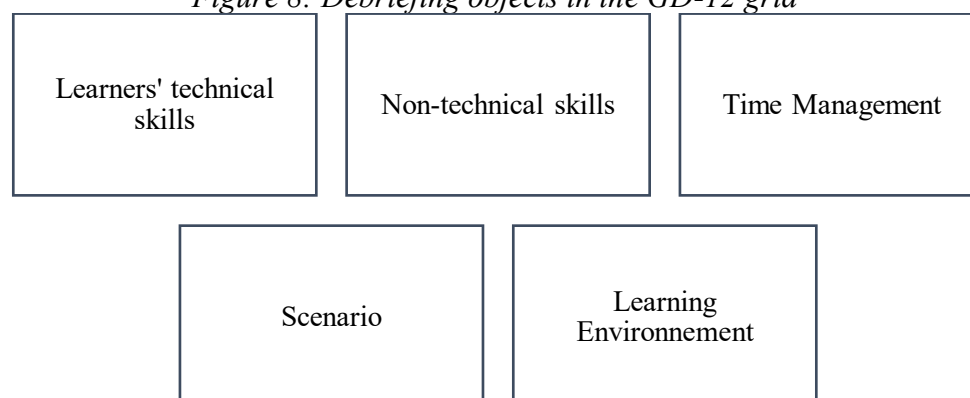 Figure 8: Debriefing objects in the GD-12 grid
Learners' technical
skills
Non-technical skills
Time Management
Scenario
Learning
Environnement